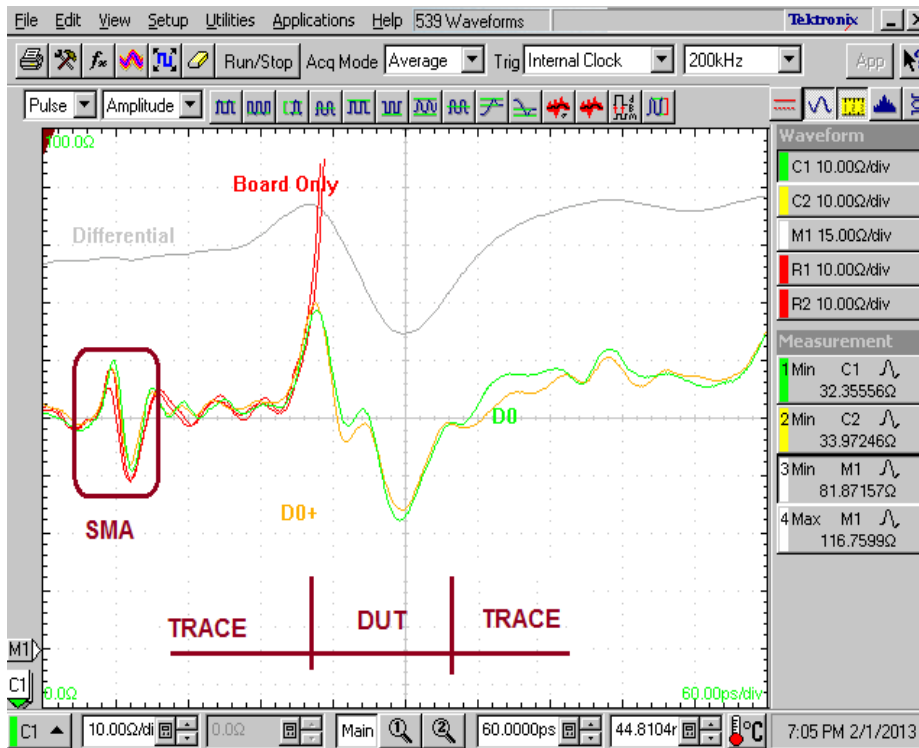 File Edit View Setup Utilities Applications Help 539 Waveforms Tektronix
Run/Stop Acq Mode Average Trig Internal Clock 200kHz App
Pulse Amplitude
100.0Ω
Waveform
C1 10.00Ω/div
Board Only
C2 10.00Ω/div
Differential
M1 15.00Ω/div
R1 10.00Ω/div
R2 10.00Ω/div
Measurement
1 Min C1
32.35556Ω
D0
2 Min C2
33.97246Ω
3 Min M1
81.87157Ω
D0+
SMA
4 Max M1
116.7599Ω
TRACE DUT TRACE
M1
C1
0.0Ω 60.00ps/div
C1 10.00Ω/di 0.0Ω Main 1 2 60.0000ps 44.8104r °C 7:05 PM 2/1/2013